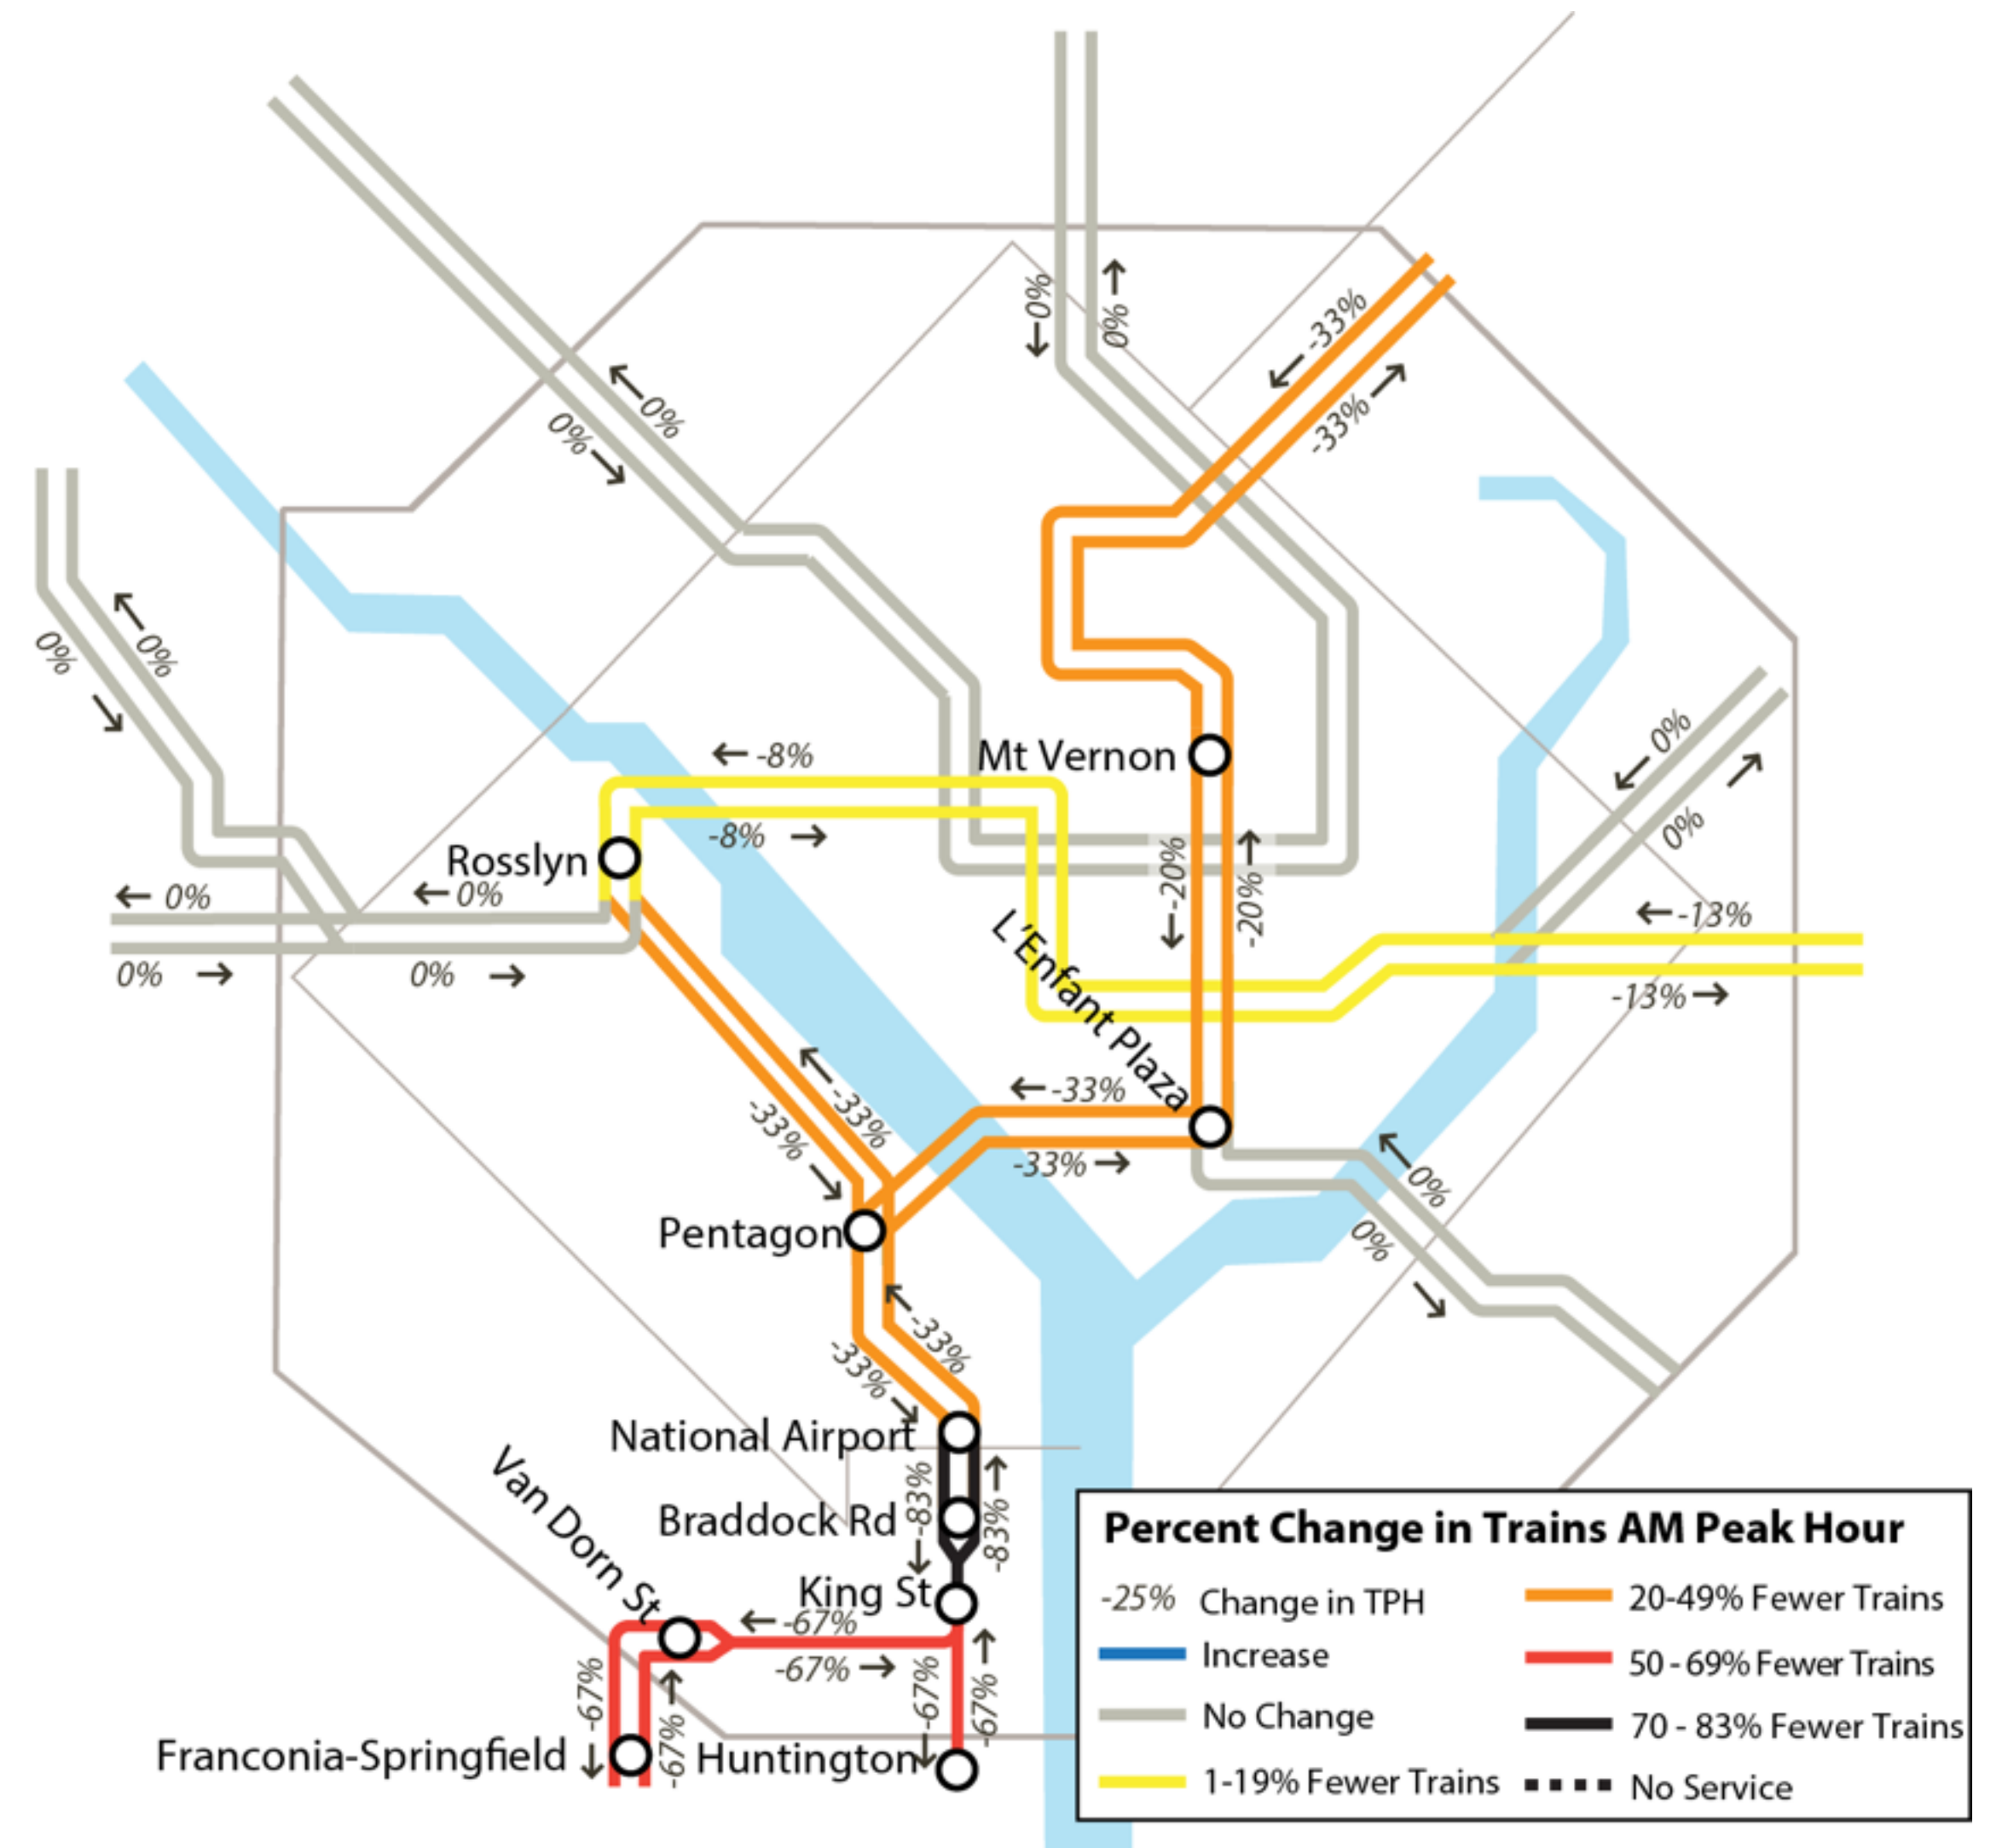 ←0%
0%↑
←-33%
-33%→
←0%
0%→
←0%
0%→
←0%
0%→
←-8%
-8%→
Mt Vernon
Rosslyn
←0%
←0%
0%→
0%→
←-20%
-20%→
L'Enfant Plaza
←-13%
-13%→
←-33%
-33%→
←-33%
-33%→
←0%
0%→
Pentagon
←-33%
-33%→
National Airport
←-83%
-83%→
Braddock Rd
Van Dorn St
King St
←-67%
-67%→
←-67%
-67%→
←-67%
-67%→
Franconia-Springfield
Huntington
Percent Change in Trains AM Peak Hour
-25% Change in TPH
Increase
No Change
1-19% Fewer Trains
20-49% Fewer Trains
50 - 69% Fewer Trains
70 - 83% Fewer Trains
No Service